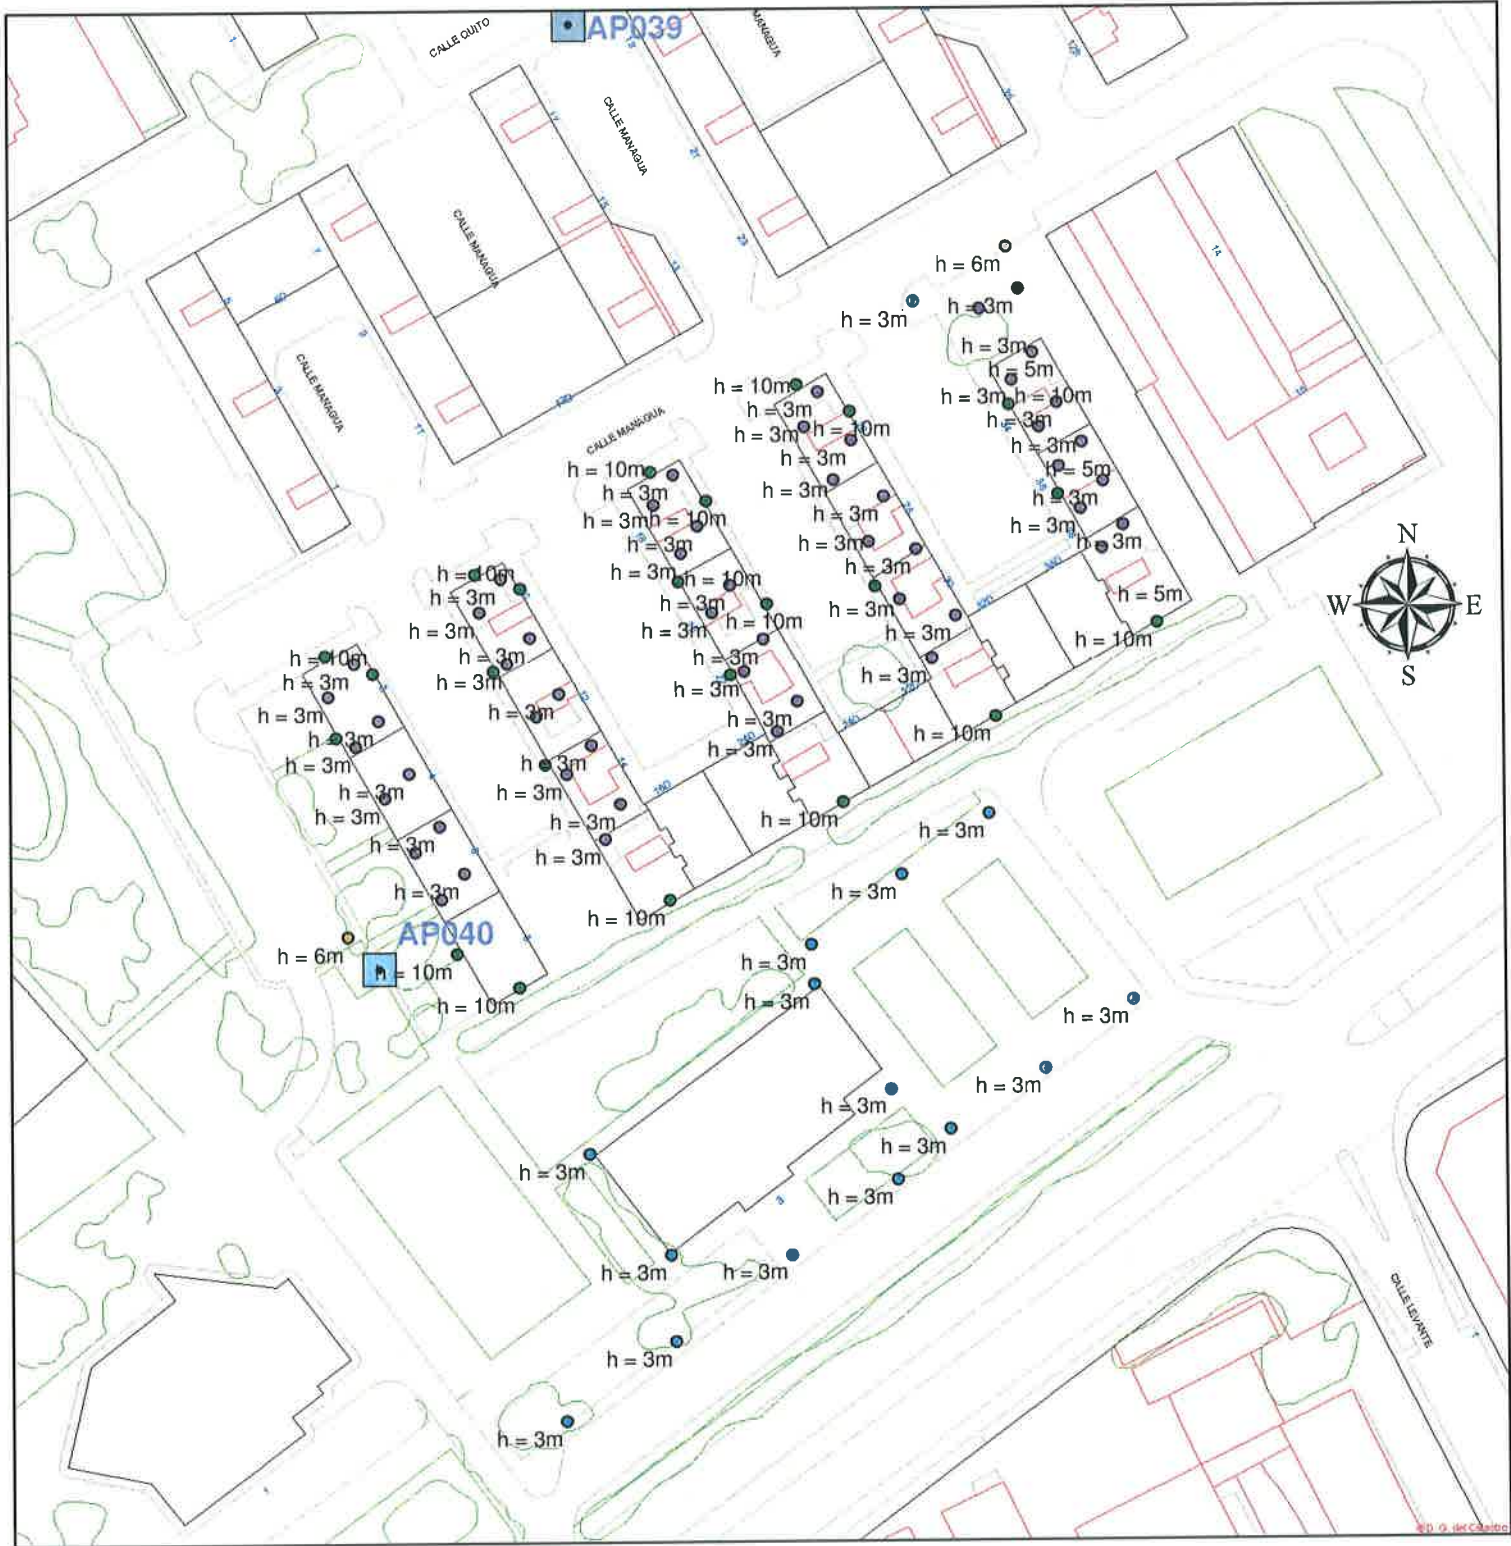 AP039
CALLE QUITO
MANAGUA
CALLE MANAGUA
CALLE MANAGUA
21
23
14
h = 6m
h = 3m
h = 3m
CALLE MANAGUA
h = 3m
h = 5m
h = 10m
h = 3m
h = 3m
h = 10m
h = 3m
CALLE MANAGUA
h = 3m
h = 10m
h = 3m
h = 3m
h = 10m
h = 5m
h = 3m
h = 3m
h = 3m
h = 3m
h = 10m
h = 3m
h = 3m
h = 3m
h = 3m
N
h = 3m
h = 3m
W
E
S
h = 10m
h = 3m
h = 10m
h = 3m
h = 5m
h = 3m
h = 3m
h = 3m
h = 10m
h = 3m
h = 3m
h = 10m
h = 10m
h = 3m
h = 3m
h = 3m
h = 3m
h = 3m
h = 3m
h = 3m
h = 3m
h = 3m
h = 10m
h = 3m
h = 3m
h = 3m
h = 3m
h = 3m
h = 3m
h = 10m
h = 3m
h = 3m
h = 3m
h = 3m
h = 3m
h = 3m
h = 10m
AP040
h = 6m
h = 10m
h = 3m
h = 10m
h = 3m
h = 3m
h = 3m
h = 3m
h = 3m
h = 3m
h = 3m
h = 3m
h = 3m
h = 3m
CALLE LEVANTE
h = 3m
h = 3m